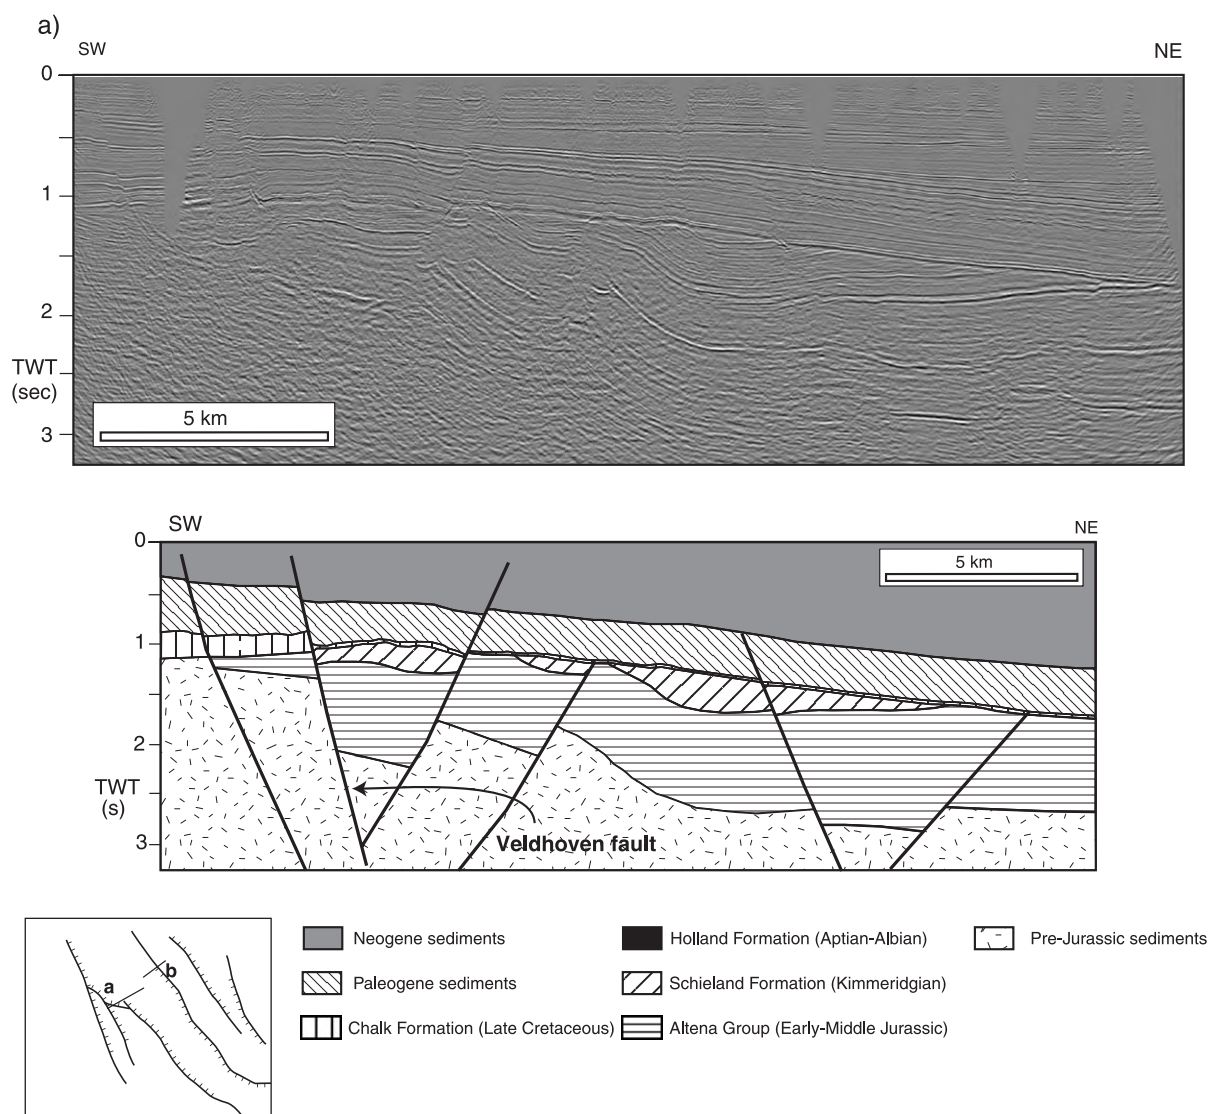 a)
SW
NE
0
1
2
TWT
(sec)
3
5 km
SW
NE
0
5 km
1
2
TWT
(s)
3
Veldhoven fault
a
b
Neogene sediments
Holland Formation (Aptian-Albian)
Pre-Jurassic sediments
Paleogene sediments
Schieland Formation (Kimmeridgian)
Chalk Formation (Late Cretaceous)
Altena Group (Early-Middle Jurassic)